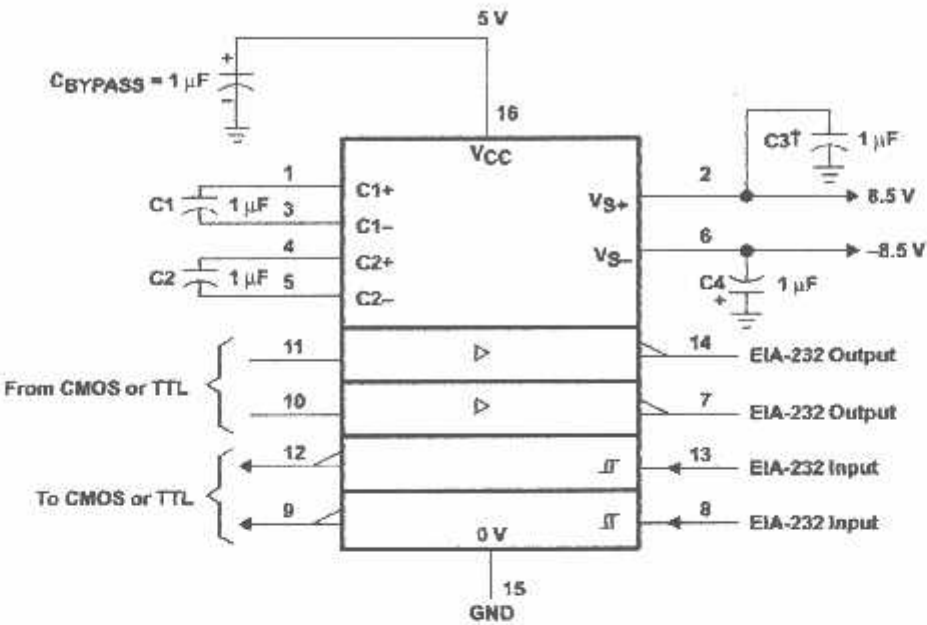 5 V
CBYPASS = 1 µF
+
–
16
VCC
C3† 1 µF
1
C1+
2
VS+
8.5 V
C1 1 µF
3
C1–
4
C2+
6
VS–
–8.5 V
C2 1 µF
5
C2–
C4 1 µF
+
11
14 EIA-232 Output
From CMOS or TTL
10
7 EIA-232 Output
12
13 EIA-232 Input
To CMOS or TTL
9
8 EIA-232 Input
0 V
15
GND